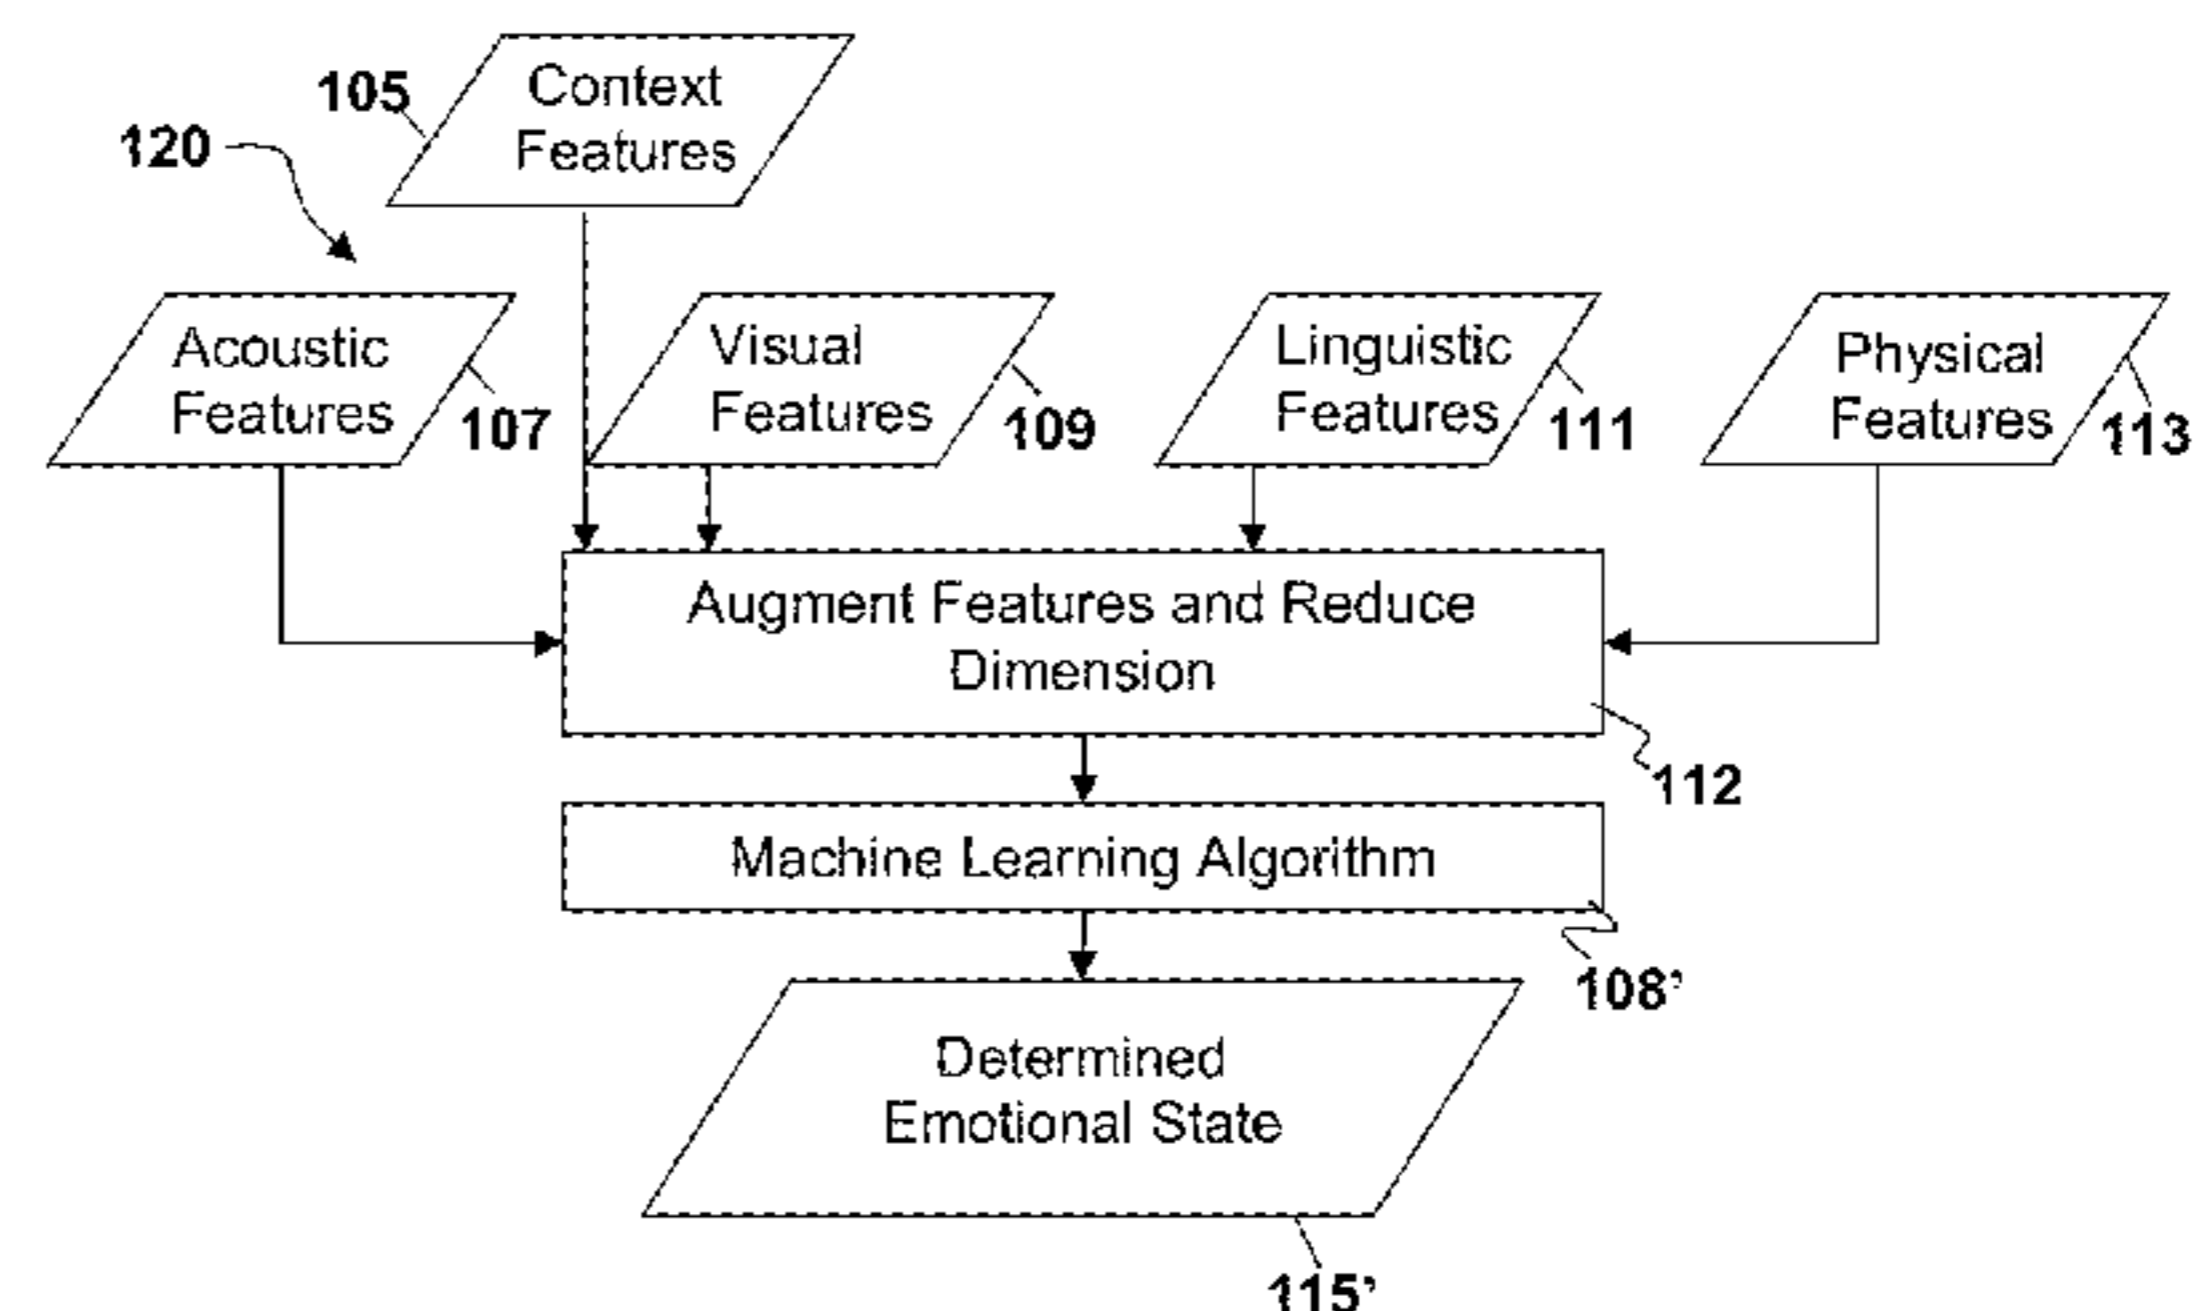 105
Context
Features
120
Acoustic
Features
107
Visual
Features
109
Linguistic
Features
111
Physical
Features
113
Augment Features and Reduce
Dimension
112
Machine Learning Algorithm
108'
Determined
Emotional State
115'